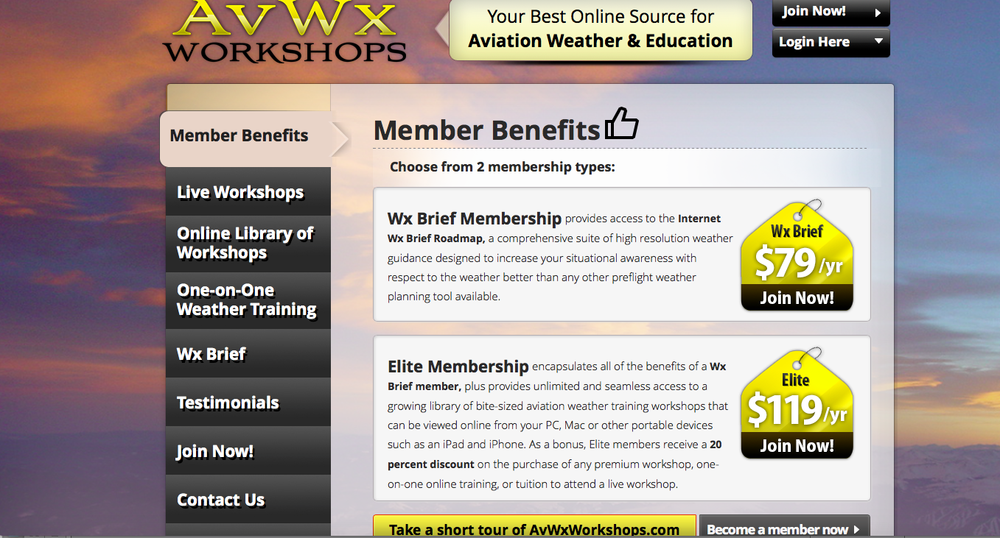 AvWx
WORKSHOPS
Your Best Online Source for
Aviation Weather & Education
Join Now!
Login Here
Member Benefits
Live Workshops
Online Library of
Workshops
One-on-One
Weather Training
Wx Brief
Testimonials
Join Now!
Contact Us
Member Benefits
Choose from 2 membership types:
Wx Brief Membership provides access to the Internet
Wx Brief Roadmap, a comprehensive suite of high resolution weather
guidance designed to increase your situational awareness with
respect to the weather better than any other preflight weather
planning tool available.
Wx Brief
$79/yr
Join Now!
Elite Membership encapsulates all of the benefits of a Wx
Brief member, plus provides unlimited and seamless access to a
growing library of bite-sized aviation weather training workshops that
can be viewed online from your PC, Mac or other portable devices
such as an iPad and iPhone. As a bonus, Elite members receive a 20
percent discount on the purchase of any premium workshop, one-
on-one online training, or tuition to attend a live workshop.
Elite
$119/yr
Join Now!
Take a short tour of AvWxWorkshops.com
Become a member now